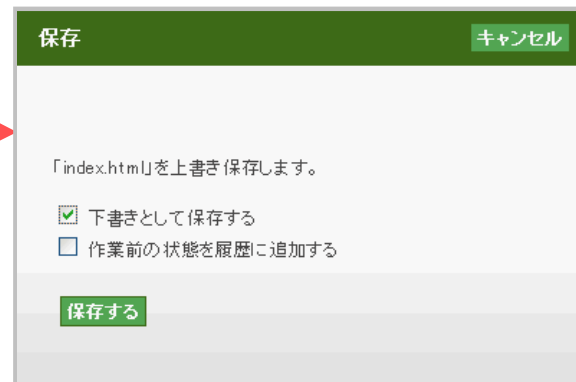 保存
キャンセル
「index.html」を上書き保存します。
下書きとして保存する
作業前の状態を履歴に追加する
保存する